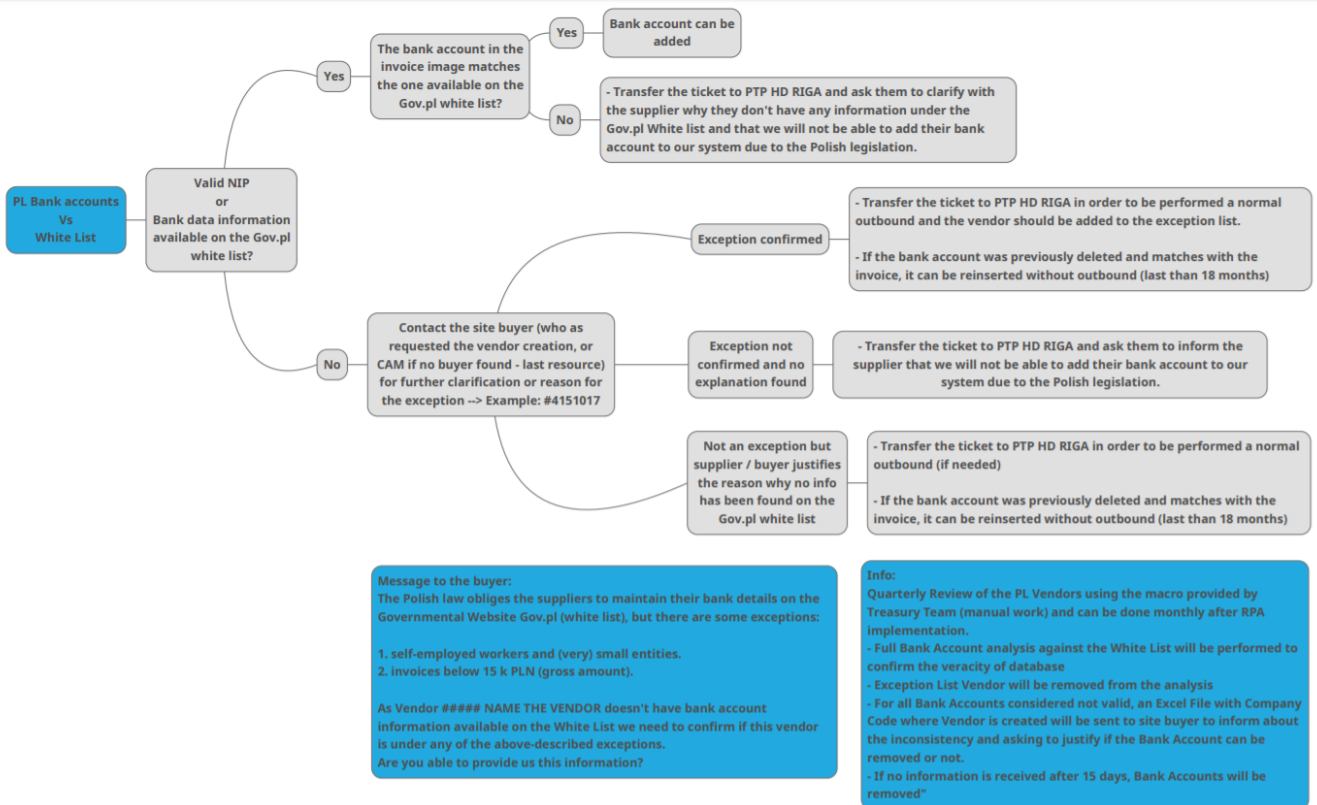 PL Bank accounts
Vs
White List
Valid NIP
or
Bank data information
available on the Gov.pl
white list?
Yes
The bank account in the
invoice image matches
the one available on the
Gov.pl white list?
Yes
Bank account can be
added
No
- Transfer the ticket to PTP HD RIGA and ask them to clarify with
the supplier why they don't have any information under the
Gov.pl White list and that we will not be able to add their bank
account to our system due to the Polish legislation.
No
Contact the site buyer (who as
requested the vendor creation, or
CAM if no buyer found - last resource)
for further clarification or reason for
the exception --> Example: #4151017
Exception confirmed
- Transfer the ticket to PTP HD RIGA in order to be performed a normal
outbound and the vendor should be added to the exception list.
- If the bank account was previously deleted and matches with the
invoice, it can be reinserted without outbound (last than 18 months)
Exception not
confirmed and no
explanation found
- Transfer the ticket to PTP HD RIGA and ask them to inform the
supplier that we will not be able to add their bank account to our
system due to the Polish legislation.
Not an exception but
supplier / buyer justifies
the reason why no info
has been found on the
Gov.pl white list
- Transfer the ticket to PTP HD RIGA in order to be performed a normal
outbound (if needed)
- If the bank account was previously deleted and matches with the
invoice, it can be reinserted without outbound (last than 18 months)
Message to the buyer:
The Polish law obliges the suppliers to maintain their bank details on the
Governmental Website Gov.pl (white list), but there are some exceptions:
1. self-employed workers and (very) small entities.
2. invoices below 15 k PLN (gross amount).
As Vendor ##### NAME THE VENDOR doesn't have bank account
information available on the White List we need to confirm if this vendor
is under any of the above-described exceptions.
Are you able to provide us this information?
Info:
Quarterly Review of the PL Vendors using the macro provided by
Treasury Team (manual work) and can be done monthly after RPA
implementation.
- Full Bank Account analysis against the White List will be performed to
confirm the veracity of database
- Exception List Vendor will be removed from the analysis
- For all Bank Accounts considered not valid, an Excel File with Company
Code where Vendor is created will be sent to site buyer to inform about
the inconsistency and asking to justify if the Bank Account can be
removed or not.
- If no information is received after 15 days, Bank Accounts will be
removed"